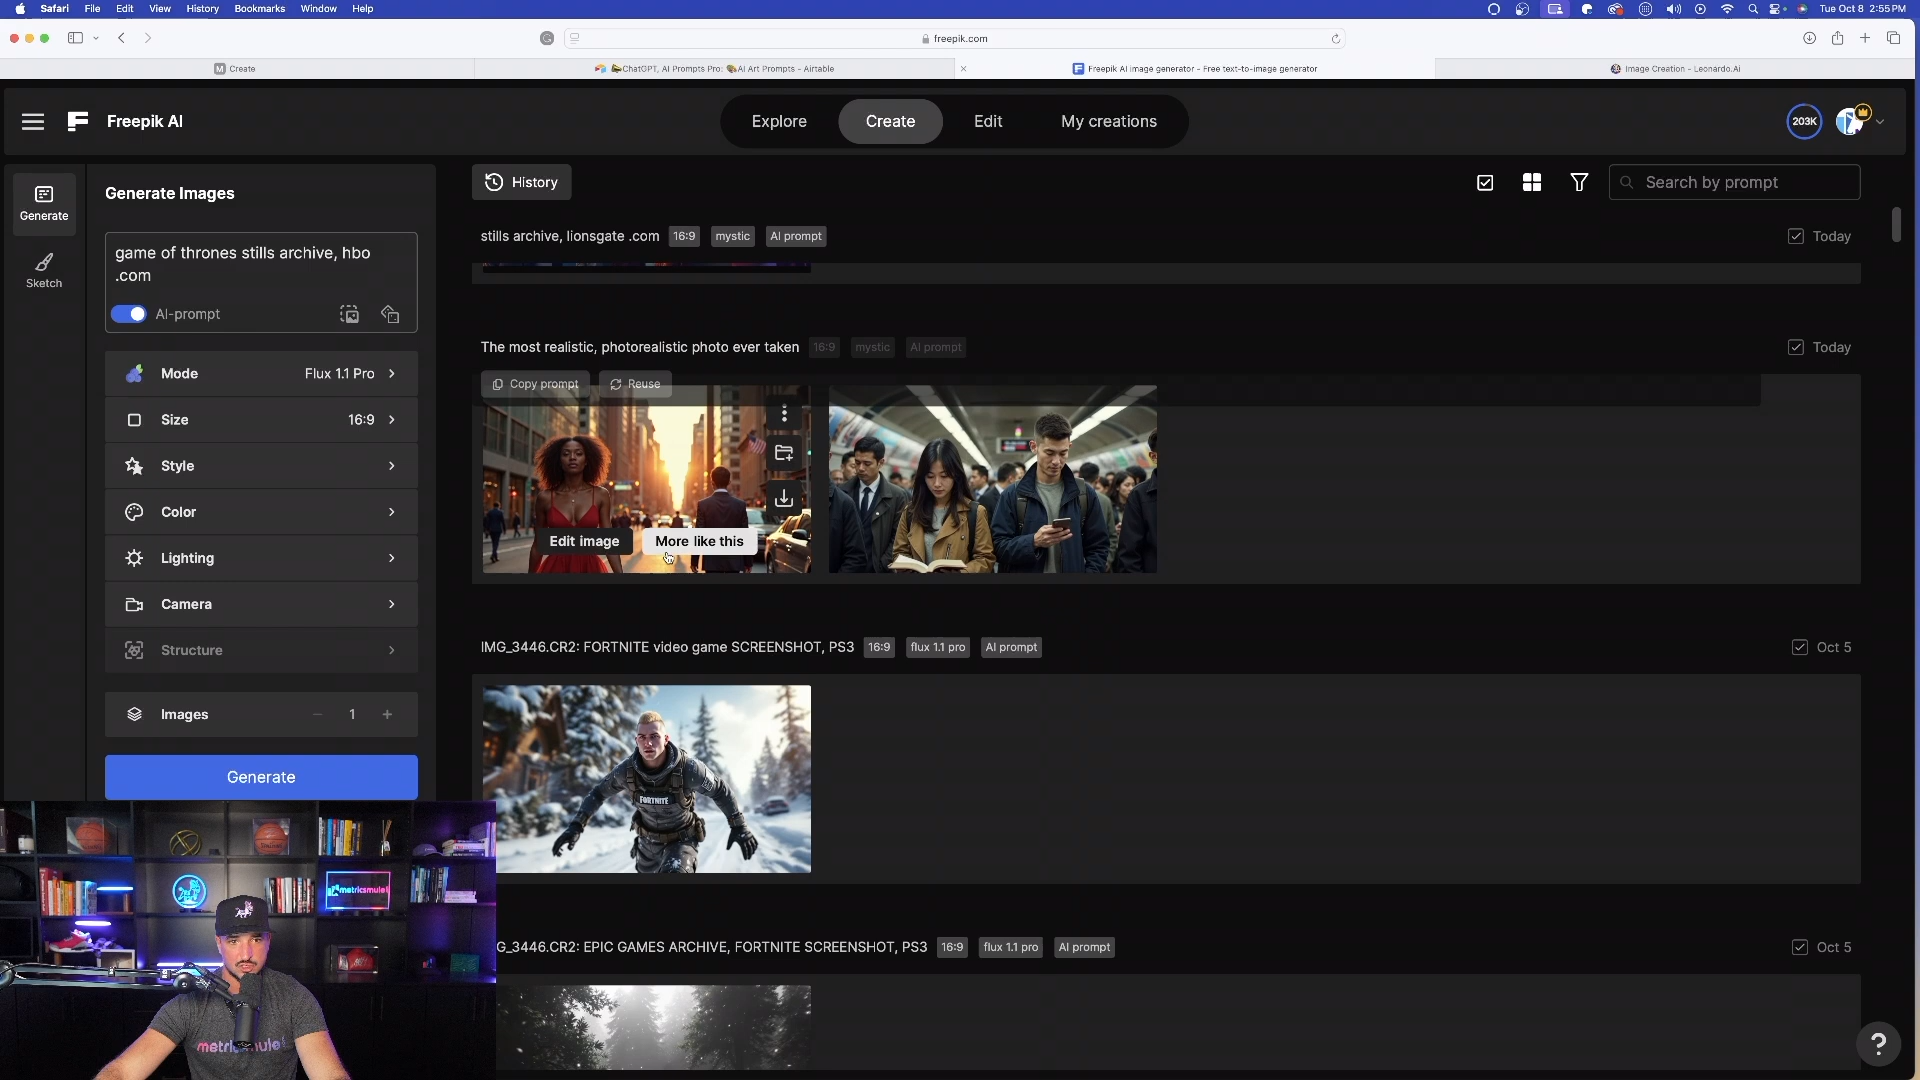 Safari File Edit View History Bookmarks Window Help
Tue Oct 8 2:55 PM
freepik.com
M Create
ChatGPT, AI Prompts Pro: AI Art Prompts - Airtable
Freepik AI image generator - Free text-to-image generator
Image Creation - Leonardo.Ai
Freepik AI
Explore
Create
Edit
My creations
203K
Generate
Sketch
Generate Images
game of thrones stills archive, hbo
.com
AI-prompt
Mode Flux 1.1 Pro
Size 16:9
Style
Color
Lighting
Camera
Structure
Images 1
Generate
History
Search by prompt
stills archive, lionsgate .com 16:9 mystic AI prompt Today
The most realistic, photorealistic photo ever taken 16:9 mystic AI prompt Today
Copy prompt Reuse
Edit image More like this
IMG_3446.CR2: FORTNITE video game SCREENSHOT, PS3 16:9 flux 1.1 pro AI prompt Oct 5
FORTNITE
G_3446.CR2: EPIC GAMES ARCHIVE, FORTNITE SCREENSHOT, PS3 16:9 flux 1.1 pro AI prompt Oct 5
metricsmule
metricsmule
?